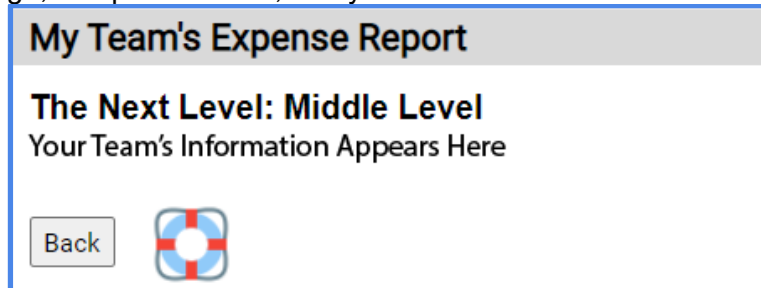 My Team's Expense Report
The Next Level: Middle Level
Your Team's Information Appears Here
Back